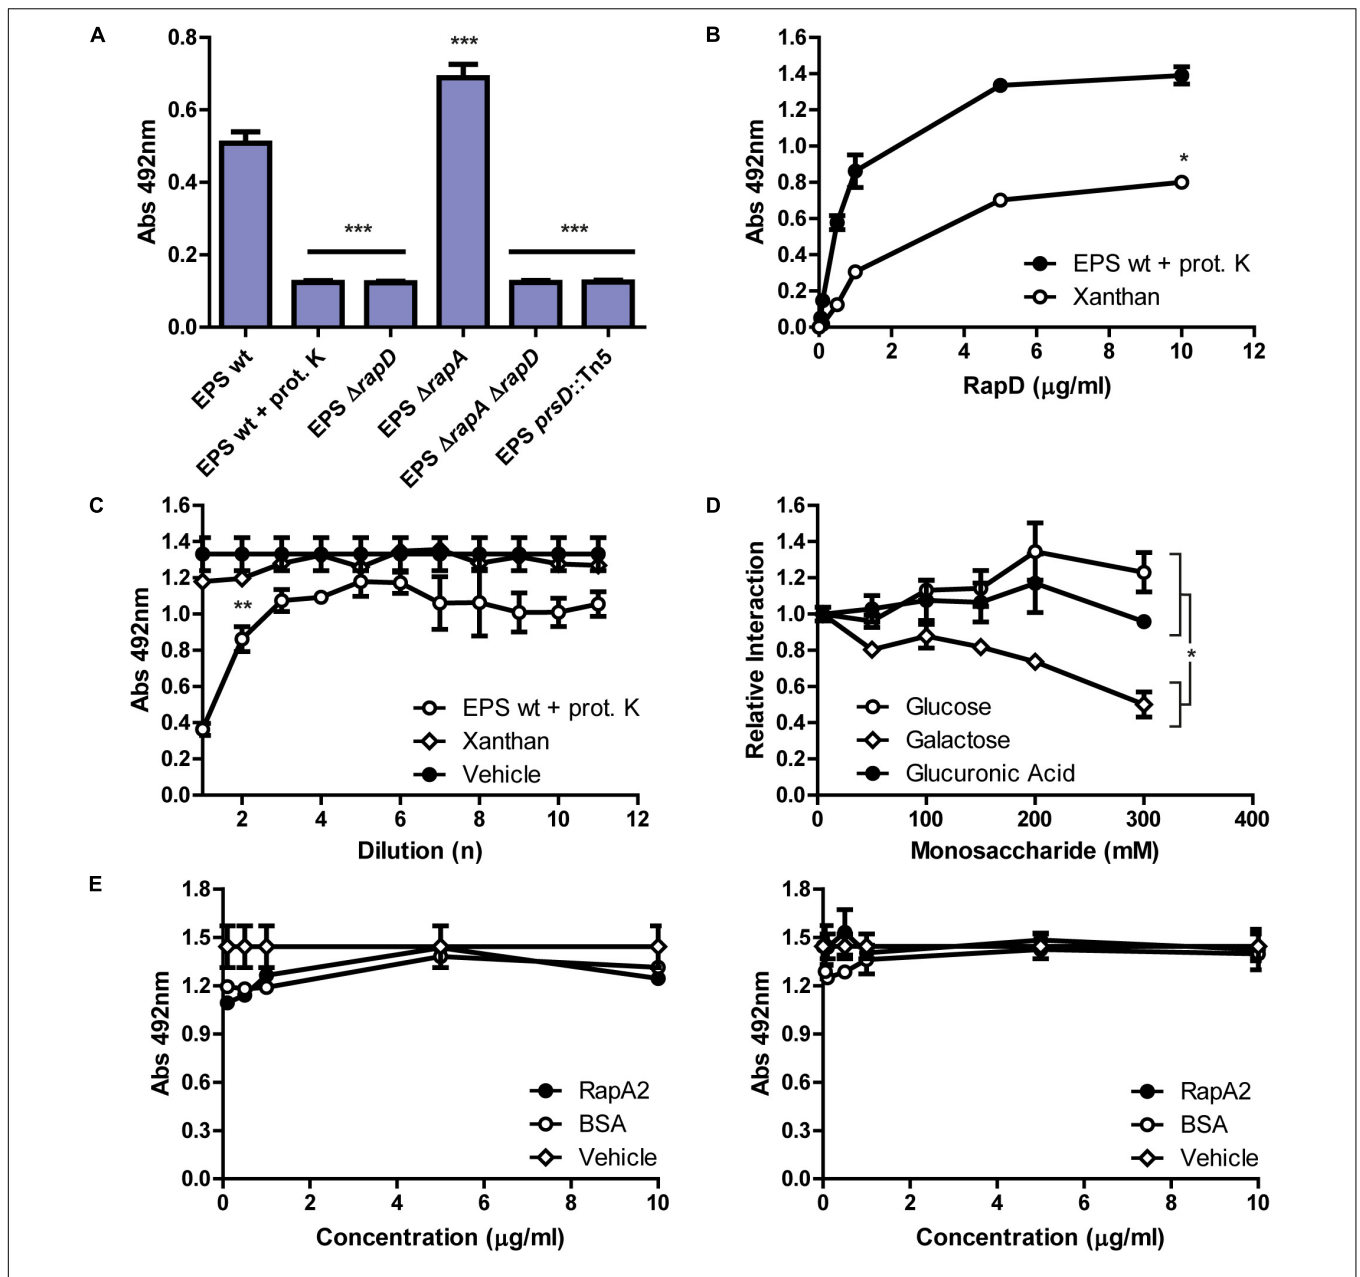 A
Abs 492nm
0.8
0.6
0.4
0.2
0.0
***
***
***
EPS wt
EPS wt + prot. K
EPS ΔrapD
EPS ΔrapA
EPS ΔrapA ΔrapD
EPS prsD::Tn5
B
Abs 492nm
1.6
1.4
1.2
1.0
0.8
0.6
0.4
0.2
0.0
*
EPS wt + prot. K
Xanthan
0 2 4 6 8 10 12
RapD (μg/ml)
C
Abs 492nm
1.6
1.4
1.2
1.0
0.8
0.6
0.4
0.2
0.0
**
EPS wt + prot. K
Xanthan
Vehicle
2 4 6 8 10 12
Dilution (n)
D
Relative Interaction
1.6
1.4
1.2
1.0
0.8
0.6
0.4
0.2
0.0
*
Glucose
Galactose
Glucuronic Acid
0 100 200 300 400
Monosaccharide (mM)
E
Abs 492nm
1.8
1.5
1.2
0.9
0.6
0.3
0.0
RapA2
BSA
Vehicle
0 2 4 6 8 10
Concentration (μg/ml)
Abs 492nm
1.8
1.5
1.2
0.9
0.6
0.3
0.0
RapA2
BSA
Vehicle
0 2 4 6 8 10
Concentration (μg/ml)